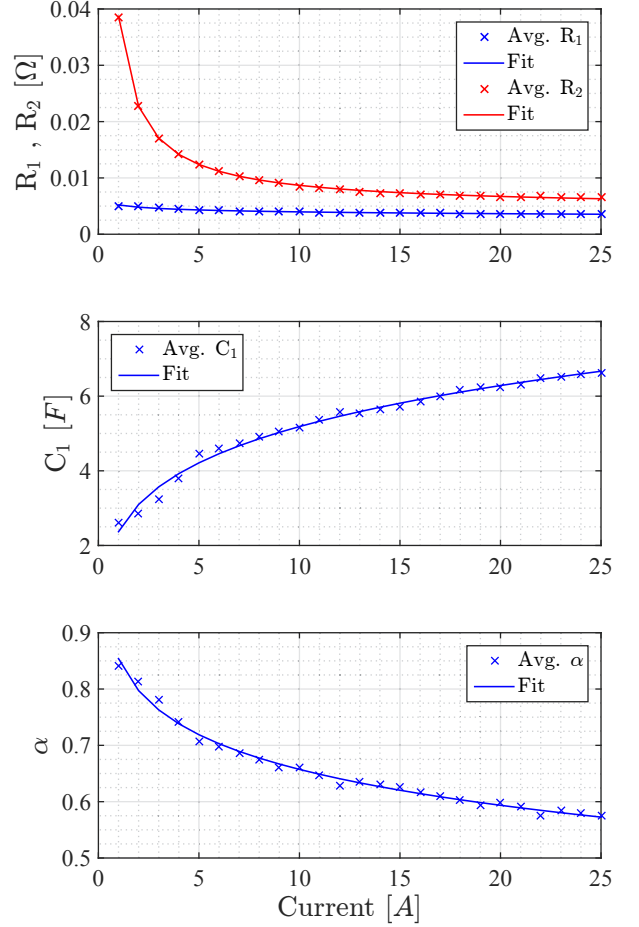 0.04
0.03
0.02
0.01
0
R₁ , R₂ [Ω]
Avg. R₁
Fit
Avg. R₂
Fit
0 5 10 15 20 25
8
6
4
2
C₁ [F]
Avg. C₁
Fit
0 5 10 15 20 25
0.9
0.8
0.7
0.6
0.5
α
Avg. α
Fit
0 5 10 15 20 25
Current [A]